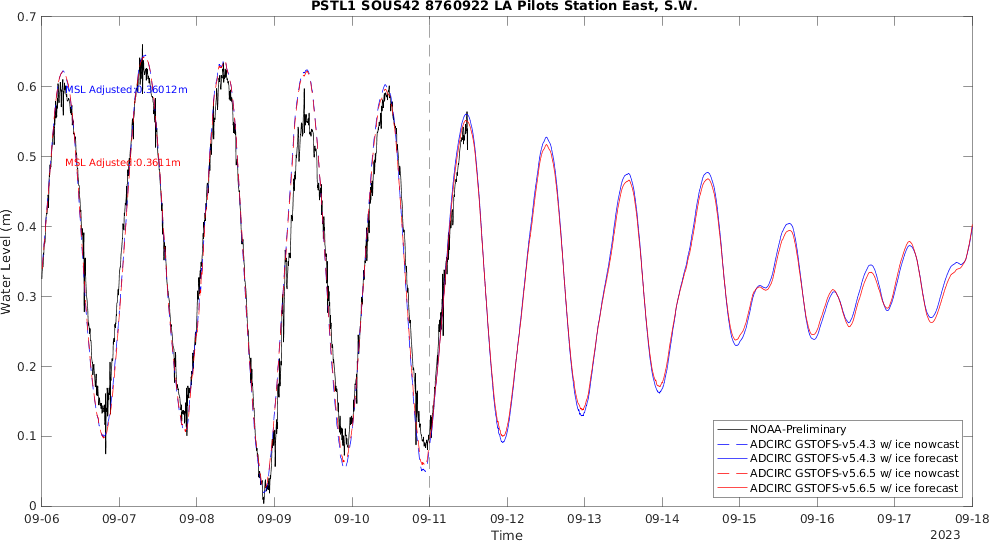 PSTL1 SOUS42 8760922 LA Pilots Station East, S.W.
0.7
0.6
0.5
0.4
0.3
0.2
0.1
0
Water Level (m)
MSL Adjusted:0.36012m
MSL Adjusted:0.3611m
NOAA-Preliminary
ADCIRC GSTOFS-v5.4.3 w/ ice nowcast
ADCIRC GSTOFS-v5.4.3 w/ ice forecast
ADCIRC GSTOFS-v5.6.5 w/ ice nowcast
ADCIRC GSTOFS-v5.6.5 w/ ice forecast
09-06 09-07 09-08 09-09 09-10 09-11 09-12 09-13 09-14 09-15 09-16 09-17 09-18
Time
2023